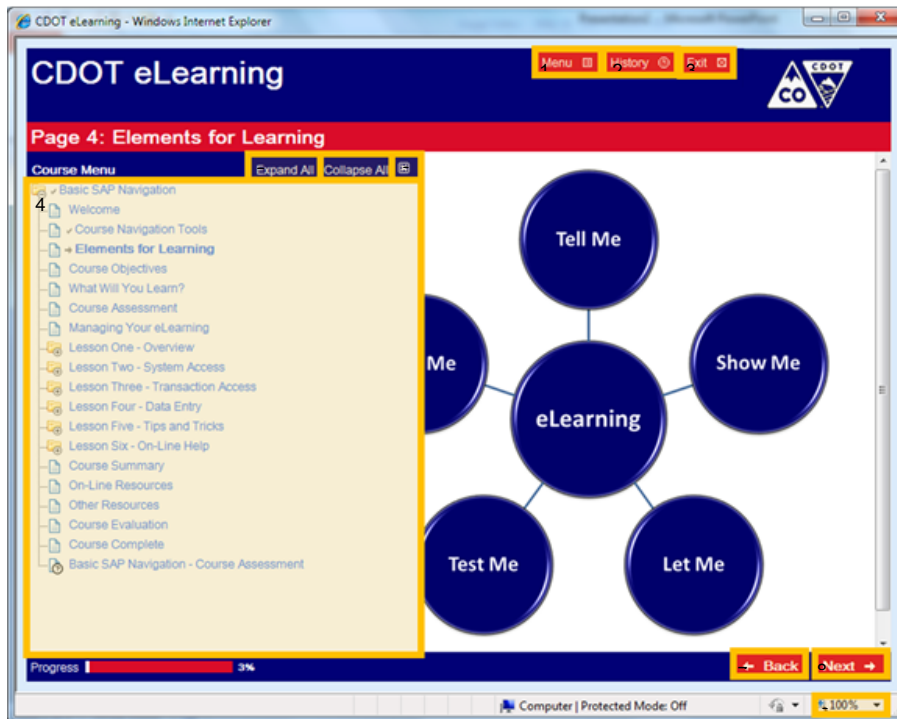 CDOT eLearning - Windows Internet Explorer
CDOT eLearning
Menu
History
Exit
CDOT
CO
Page 4: Elements for Learning
Course Menu
Expand All
Collapse All
4
Basic SAP Navigation
Welcome
Course Navigation Tools
Elements for Learning
Course Objectives
What Will You Learn?
Course Assessment
Managing Your eLearning
Lesson One - Overview
Lesson Two - System Access
Lesson Three - Transaction Access
Lesson Four - Data Entry
Lesson Five - Tips and Tricks
Lesson Six - On-Line Help
Course Summary
On-Line Resources
Other Resources
Course Evaluation
Course Complete
Basic SAP Navigation - Course Assessment
Tell Me
Me
Show Me
eLearning
Test Me
Let Me
Progress
3%
Back
Next
Computer | Protected Mode: Off
100%